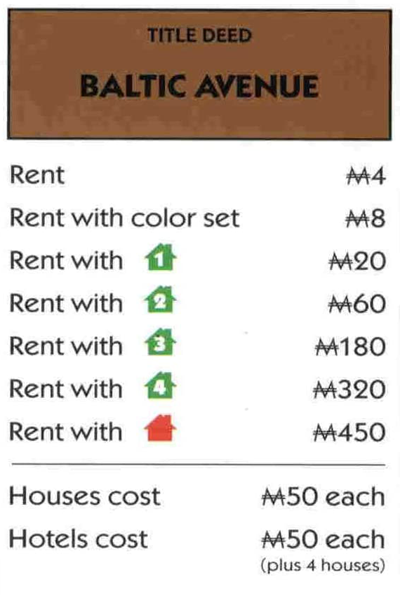 TITLE DEED
BALTIC AVENUE
Rent ₩4
Rent with color set ₩8
Rent with 1 ₩20
Rent with 2 ₩60
Rent with 3 ₩180
Rent with 4 ₩320
Rent with ₩450
Houses cost ₩50 each
Hotels cost ₩50 each
(plus 4 houses)